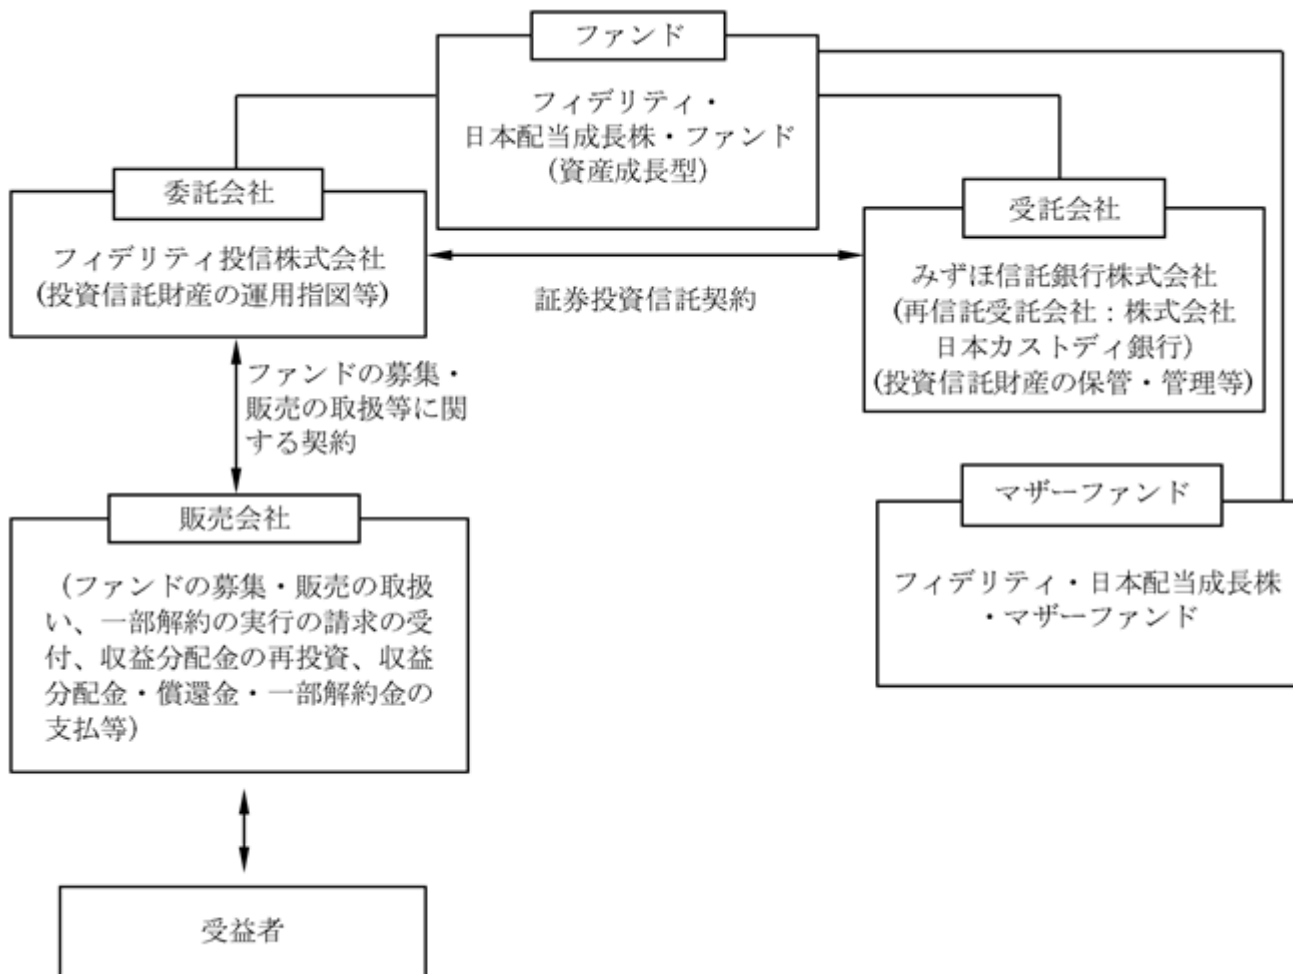 ファンド
フィデリティ・
日本配当成長株・ファンド
(資産成長型)
委託会社
フィデリティ投信株式会社
(投資信託財産の運用指図等)
証券投資信託契約
受託会社
みずほ信託銀行株式会社
(再信託受託会社：株式会社
日本カストディ銀行)
(投資信託財産の保管・管理等)
ファンドの募集・
販売の取扱等に関
する契約
販売会社
(ファンドの募集・販売の取扱
い、一部解約の実行の請求の受
付、収益分配金の再投資、収益
分配金・償還金・一部解約金の
支払等)
マザーファンド
フィデリティ・日本配当成長株
・マザーファンド
受益者